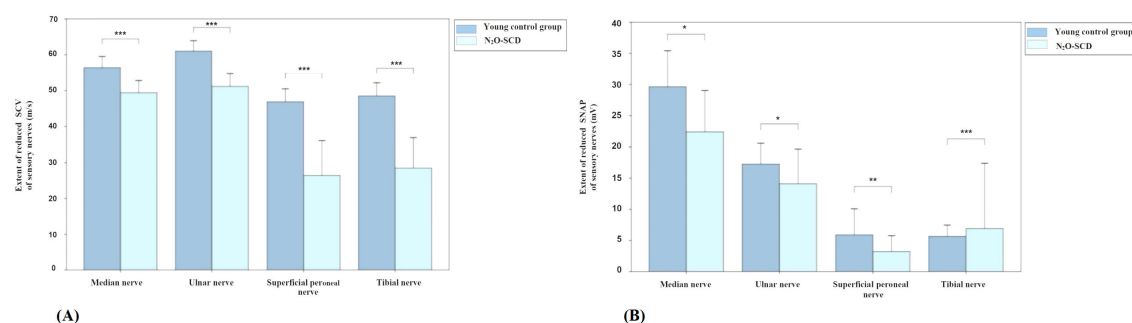 Extent of reduced SCV
of sensory nerves (m/s)
70
60
50
40
30
20
10
0
***
***
***
***
Median nerve
Ulnar nerve
Superficial peroneal
nerve
Tibial nerve
Young control group
N₂O-SCD
(A)
Extent of reduced SNAP
of sensory nerves (mV)
40
35
30
25
20
15
10
5
0
*
*
**
***
Median nerve
Ulnar nerve
Superficial peroneal
nerve
Tibial nerve
Young control group
N₂O-SCD
(B)